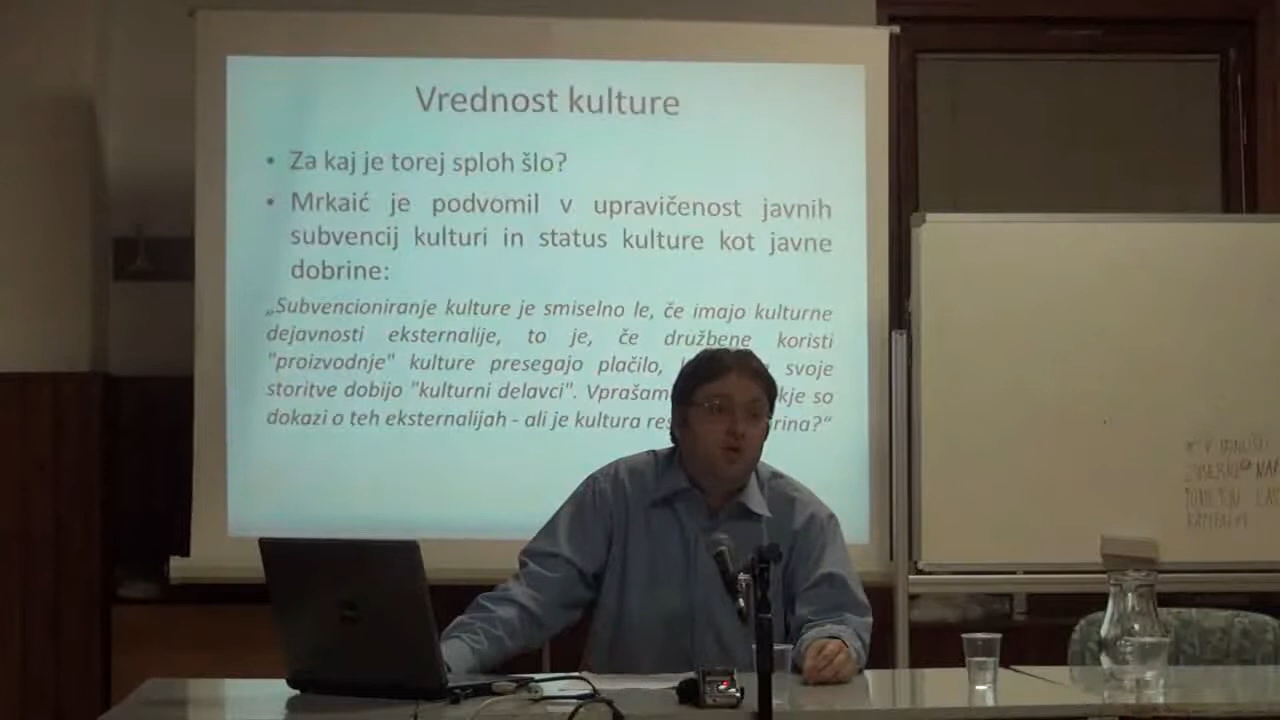 Vrednost kulture
• Za kaj je torej sploh šlo?
• Mrkaić je podvomil v upravičenost javnih
subvencij kulturi in status kulture kot javne
dobrine:
„Subvencioniranje kulture je smiselno le, če imajo kulturne
dejavnosti eksternalije, to je, če družbene koristi
"proizvodnje" kulture presegajo plačilo, svoje
storitve dobijo "kulturni delavci". kje so
dokazi o teh eksternalijah - ali je kultura